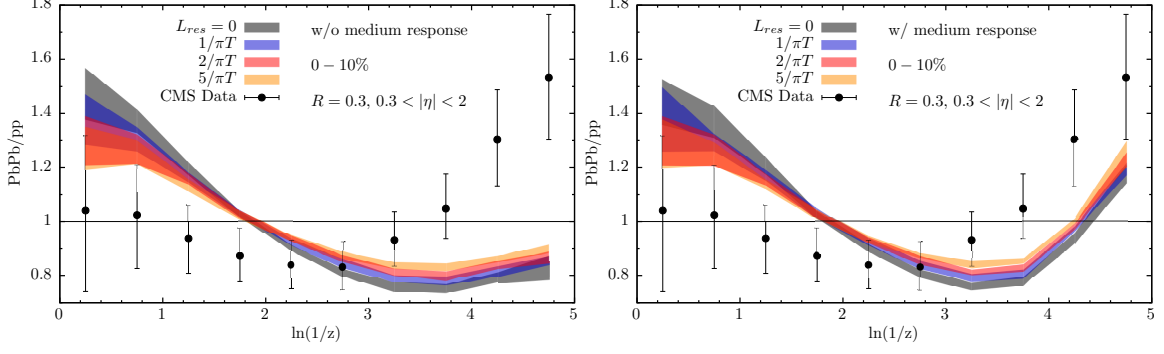 1.8
1.6
1.4
1.2
1
0.8
PbPb/pp
L_res = 0
1/πT
2/πT
5/πT
CMS Data
w/o medium response
0 − 10%
R = 0.3, 0.3 < |η| < 2
0 1 2 3 4 5
ln(1/z)
1.8
1.6
1.4
1.2
1
0.8
PbPb/pp
L_res = 0
1/πT
2/πT
5/πT
CMS Data
w/ medium response
0 − 10%
R = 0.3, 0.3 < |η| < 2
0 1 2 3 4 5
ln(1/z)